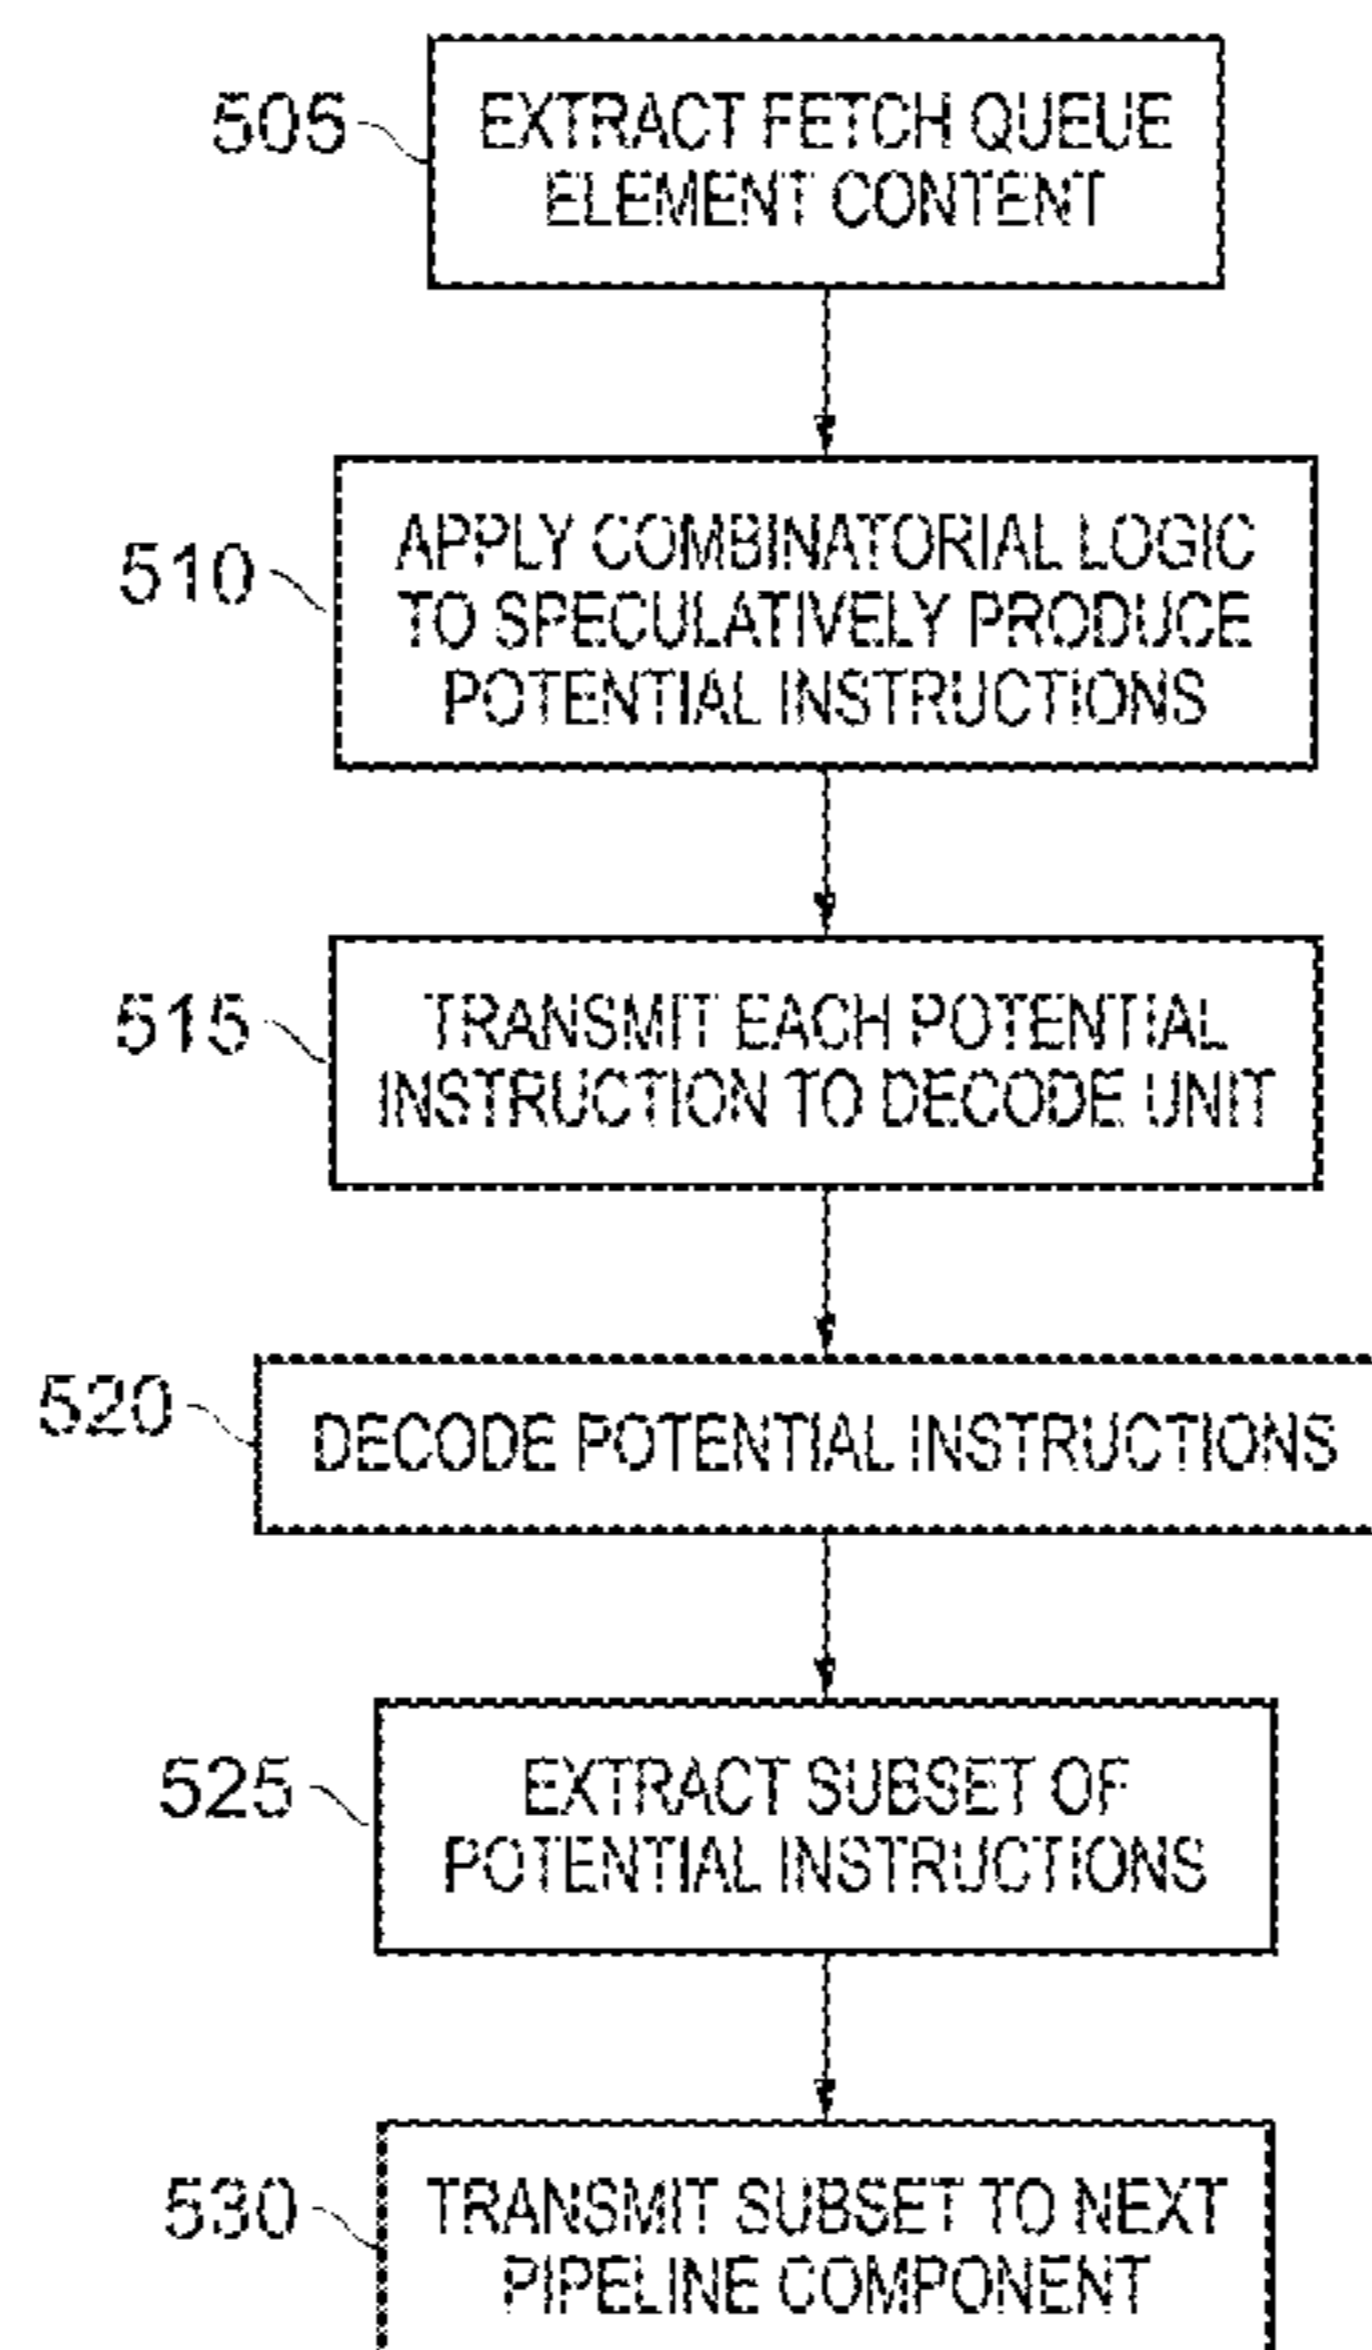 505
EXTRACT FETCH QUEUE
ELEMENT CONTENT
510
APPLY COMBINATORIAL LOGIC
TO SPECULATIVELY PRODUCE
POTENTIAL INSTRUCTIONS
515
TRANSMIT EACH POTENTIAL
INSTRUCTION TO DECODE UNIT
520
DECODE POTENTIAL INSTRUCTIONS
525
EXTRACT SUBSET OF
POTENTIAL INSTRUCTIONS
530
TRANSMIT SUBSET TO NEXT
PIPELINE COMPONENT